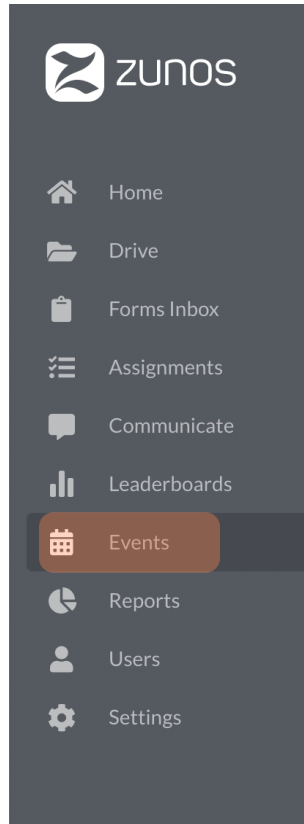 zunos
Home
Drive
Forms Inbox
Assignments
Communicate
Leaderboards
Events
Reports
Users
Settings